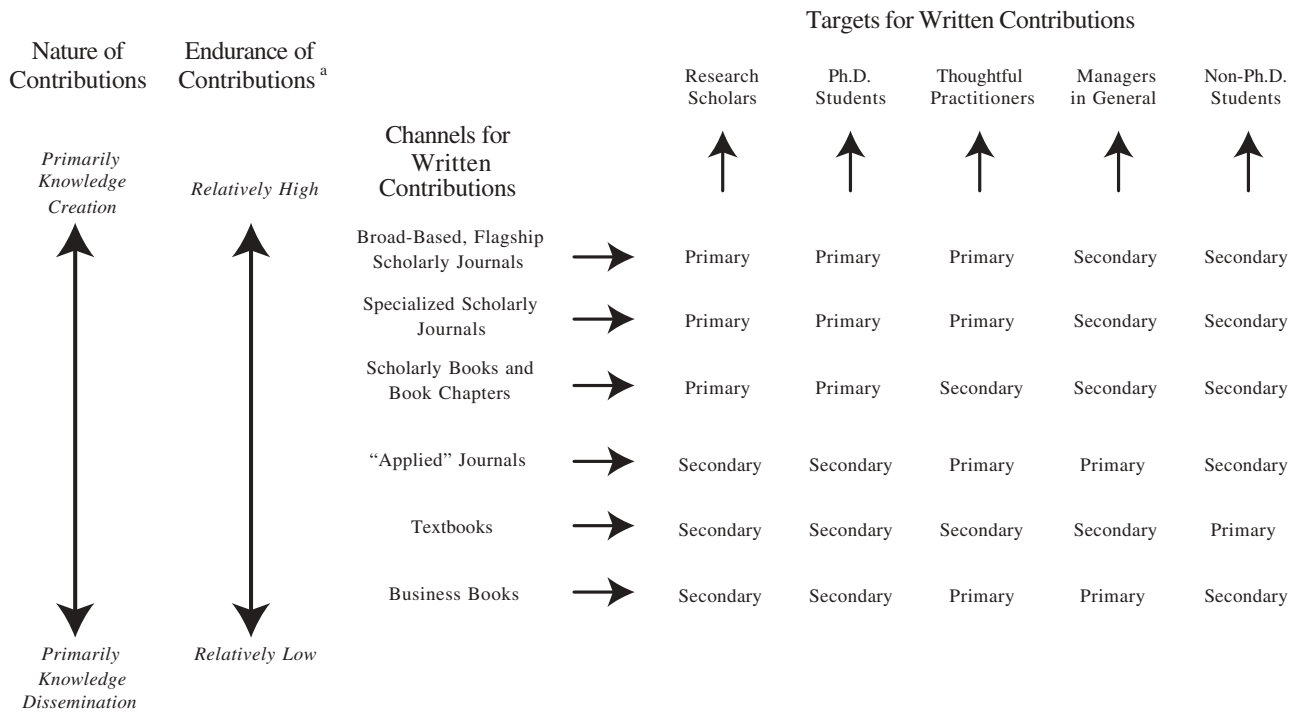 Targets for Written Contributions
Nature of
Contributions
Endurance of
Contributions a
Research
Scholars
Ph.D.
Students
Thoughtful
Practitioners
Managers
in General
Non-Ph.D.
Students
Channels for
Written
Contributions
Primarily
Knowledge
Creation
Relatively High
Broad-Based, Flagship
Scholarly Journals
Primary Primary Primary Secondary Secondary
Specialized Scholarly
Journals
Primary Primary Primary Secondary Secondary
Scholarly Books and
Book Chapters
Primary Primary Secondary Secondary Secondary
“Applied” Journals
Secondary Secondary Primary Primary Secondary
Textbooks
Secondary Secondary Secondary Secondary Primary
Business Books
Secondary Secondary Primary Primary Secondary
Primarily
Knowledge
Dissemination
Relatively Low